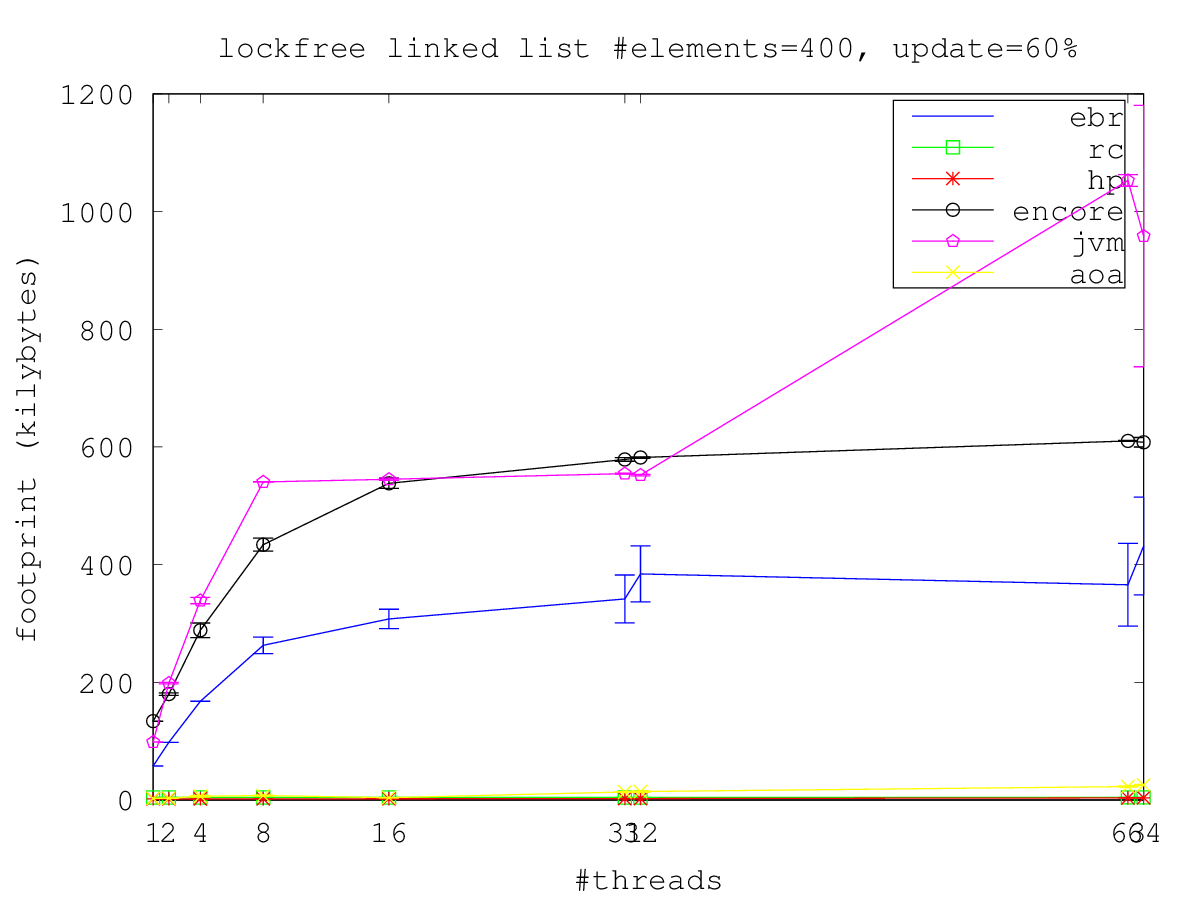 lockfree linked list #elements=400, update=60%
1200
1000
800
600
400
200
0
footprint (kilybytes)
ebr
rc
hp
encore
jvm
aoa
1 2 4 8 16 31 32 63 64
#threads